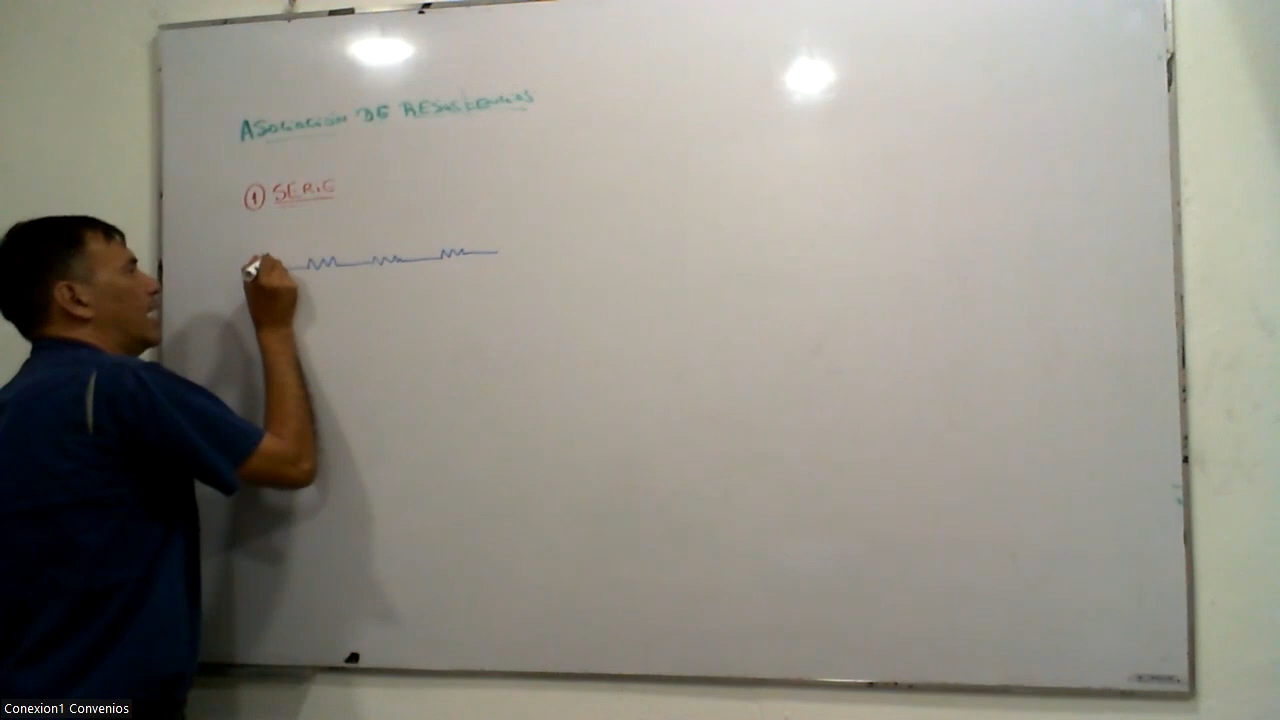 ASOCIACIÓN DE RESISTENCIAS
① SERIE
Conexion1 Convenios